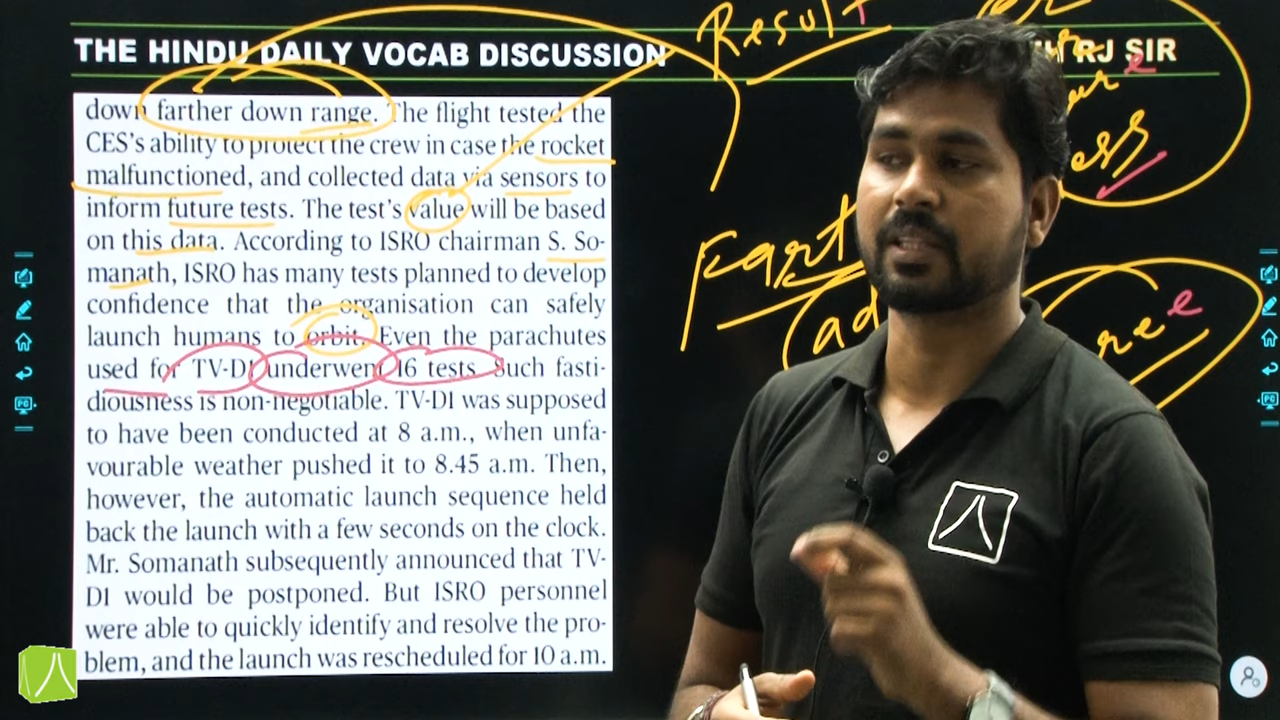 THE HINDU DAILY VOCAB DISCUSSION
RJ SIR
down farther down range. The flight tested the
CES's ability to protect the crew in case the rocket
malfunctioned, and collected data via sensors to
inform future tests. The test's value will be based
on this data. According to ISRO chairman S. So-
manath, ISRO has many tests planned to develop
confidence that the organisation can safely
launch humans to orbit. Even the parachutes
used for TV-D1 underwent 16 tests. Such fasti-
diousness is non-negotiable. TV-D1 was supposed
to have been conducted at 8 a.m., when unfa-
vourable weather pushed it to 8.45 a.m. Then,
however, the automatic launch sequence held
back the launch with a few seconds on the clock.
Mr. Somanath subsequently announced that TV-
D1 would be postponed. But ISRO personnel
were able to quickly identify and resolve the pro-
blem, and the launch was rescheduled for 10 a.m.
Result
er
ess
Fart
(ad
PC
PC